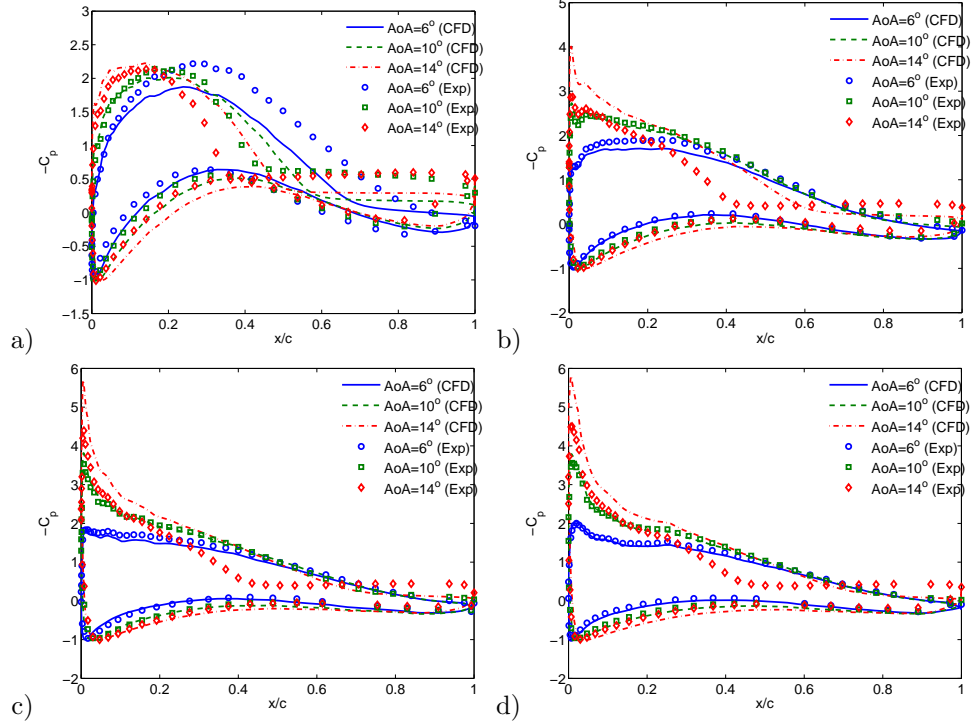 3
2.5
2
1.5
1
0.5
0
−0.5
−1
−1.5
−C_p
0 0.2 0.4 0.6 0.8 1
x/c
AoA=6° (CFD)
AoA=10° (CFD)
AoA=14° (CFD)
AoA=6° (Exp)
AoA=10° (Exp)
AoA=14° (Exp)
a)
5
4
3
2
1
0
−1
−2
−C_p
0 0.2 0.4 0.6 0.8 1
x/c
AoA=6° (CFD)
AoA=10° (CFD)
AoA=14° (CFD)
AoA=6° (Exp)
AoA=10° (Exp)
AoA=14° (Exp)
b)
6
5
4
3
2
1
0
−1
−2
−C_p
0 0.2 0.4 0.6 0.8 1
x/c
AoA=6° (CFD)
AoA=10° (CFD)
AoA=14° (CFD)
AoA=6° (Exp)
AoA=10° (Exp)
AoA=14° (Exp)
c)
6
5
4
3
2
1
0
−1
−2
−C_p
0 0.2 0.4 0.6 0.8 1
x/c
AoA=6° (CFD)
AoA=10° (CFD)
AoA=14° (CFD)
AoA=6° (Exp)
AoA=10° (Exp)
AoA=14° (Exp)
d)